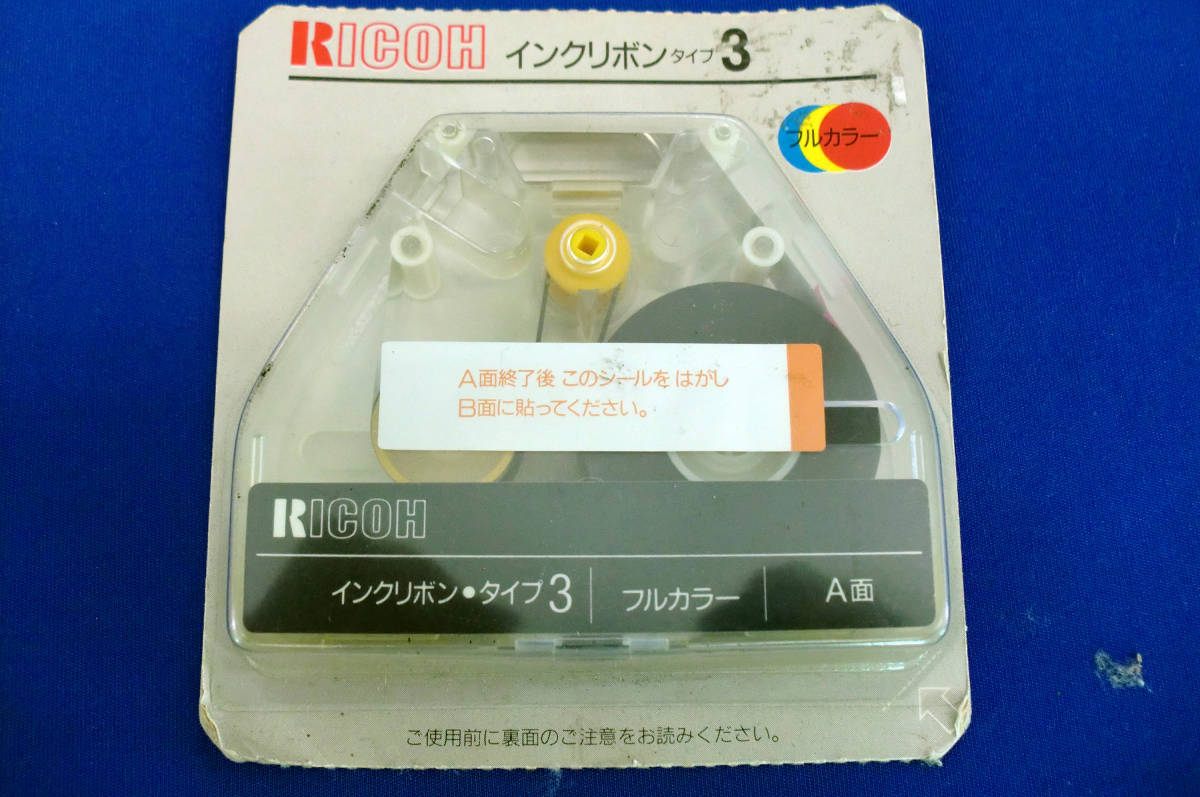 RICOH インクリボン タイプ 3
フルカラー
A面終了後 このシールを はがし
B面に貼ってください。
RICOH
インクリボン●タイプ3 フルカラー A面
ご使用前に裏面のご注意をお読みください。